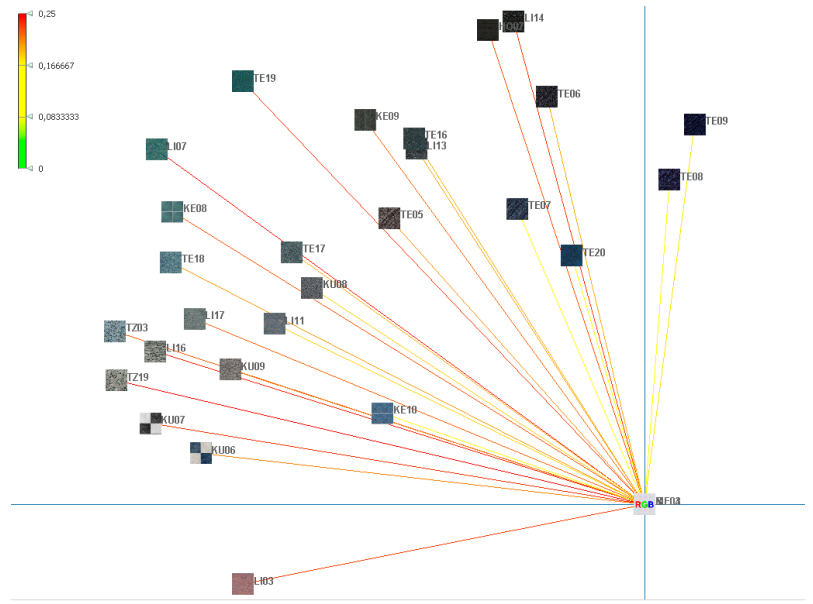 0,25
LI14
TE19
0,166667
TE06
KE09
0,0833333
TE09
TE16
LI07
LI13
0
TE08
KE08
TE07
TE05
TE17
TE20
TE18
KU08
LI17
LI11
TZ03
LI16
KU09
TZ19
KE10
KU07
KU06
RGB
LI03